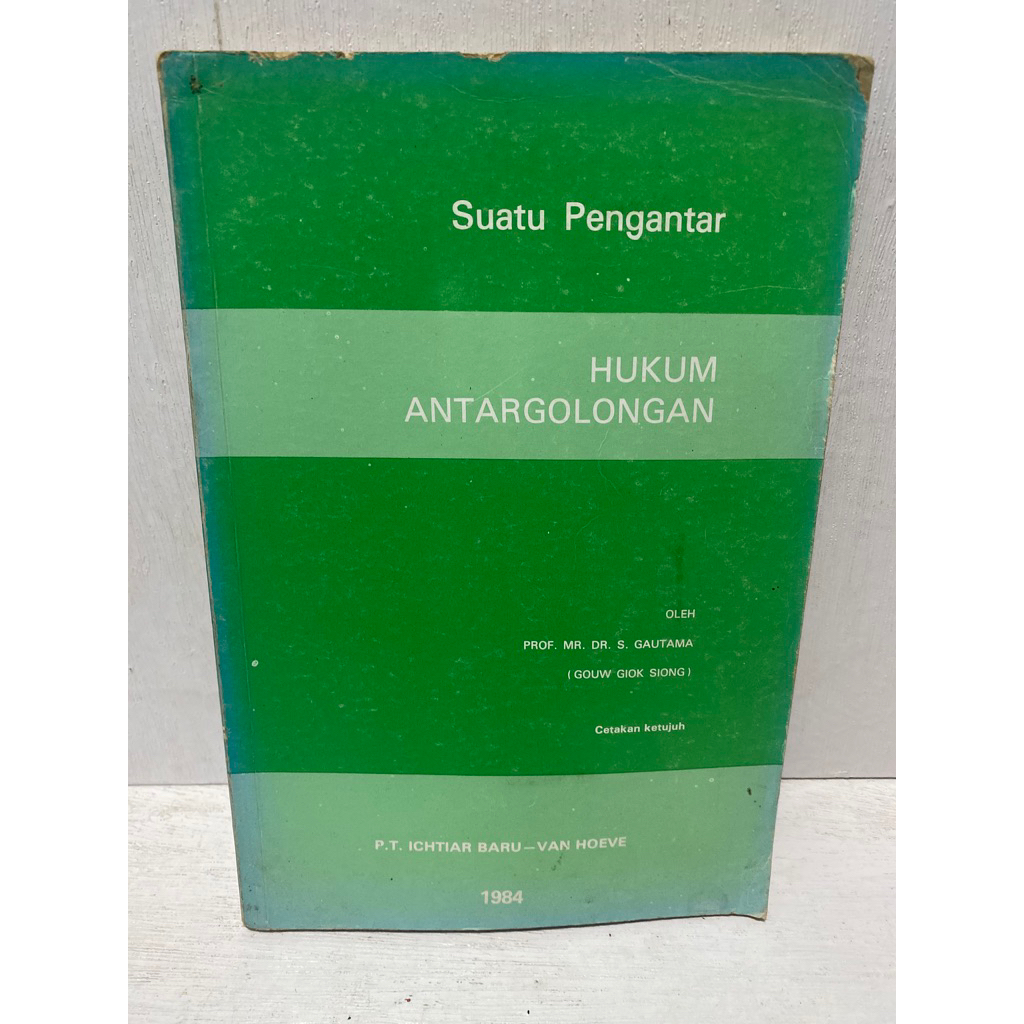 Suatu Pengantar
HUKUM
ANTARGOLONGAN
OLEH
PROF. MR. DR. S. GAUTAMA
(GOUW GIOK SIONG)
Cetakan ketujuh
P.T. ICHTIAR BARU—VAN HOEVE
1984